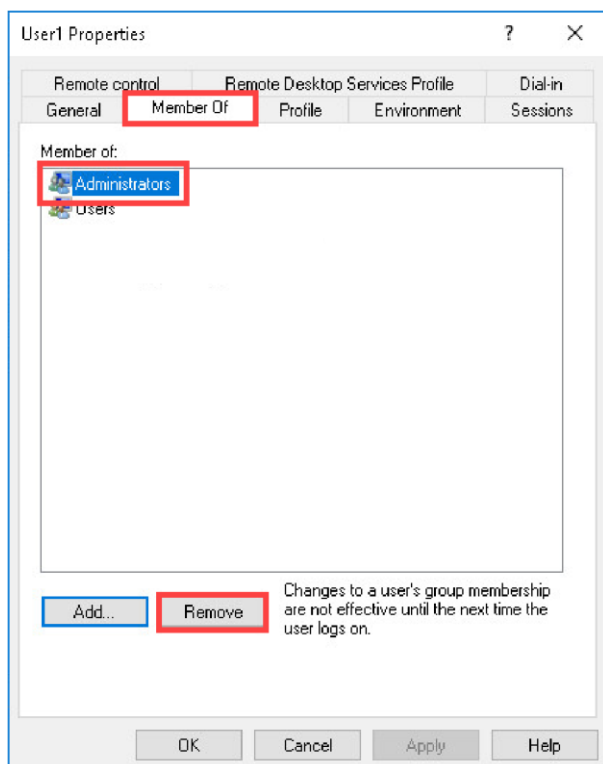 User1 Properties ? X
Remote control Remote Desktop Services Profile Dial-in
General Member Of Profile Environment Sessions
Member of:
Administrators
Users
Changes to a user's group membership
are not effective until the next time the
user logs on.
Add... Remove
OK Cancel Apply Help